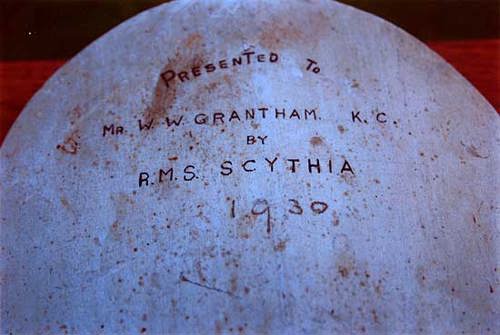 PRESENTED TO
MR. W. W. GRANTHAM. K. C.
BY
R.M.S. SCYTHIA
1930